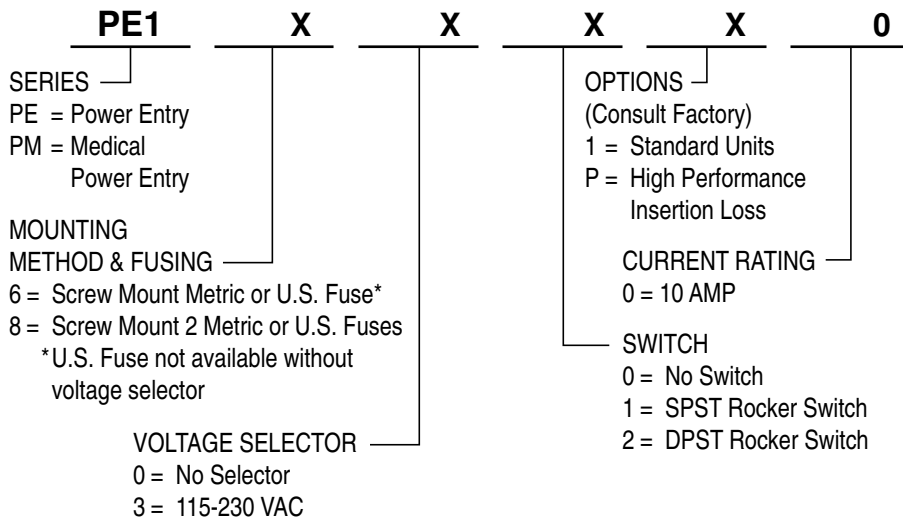 PE1 X X X X 0
SERIES
PE = Power Entry
PM = Medical
Power Entry
MOUNTING
METHOD & FUSING
6 = Screw Mount Metric or U.S. Fuse*
8 = Screw Mount 2 Metric or U.S. Fuses
*U.S. Fuse not available without
voltage selector
VOLTAGE SELECTOR
0 = No Selector
3 = 115-230 VAC
OPTIONS
(Consult Factory)
1 = Standard Units
P = High Performance
Insertion Loss
CURRENT RATING
0 = 10 AMP
SWITCH
0 = No Switch
1 = SPST Rocker Switch
2 = DPST Rocker Switch